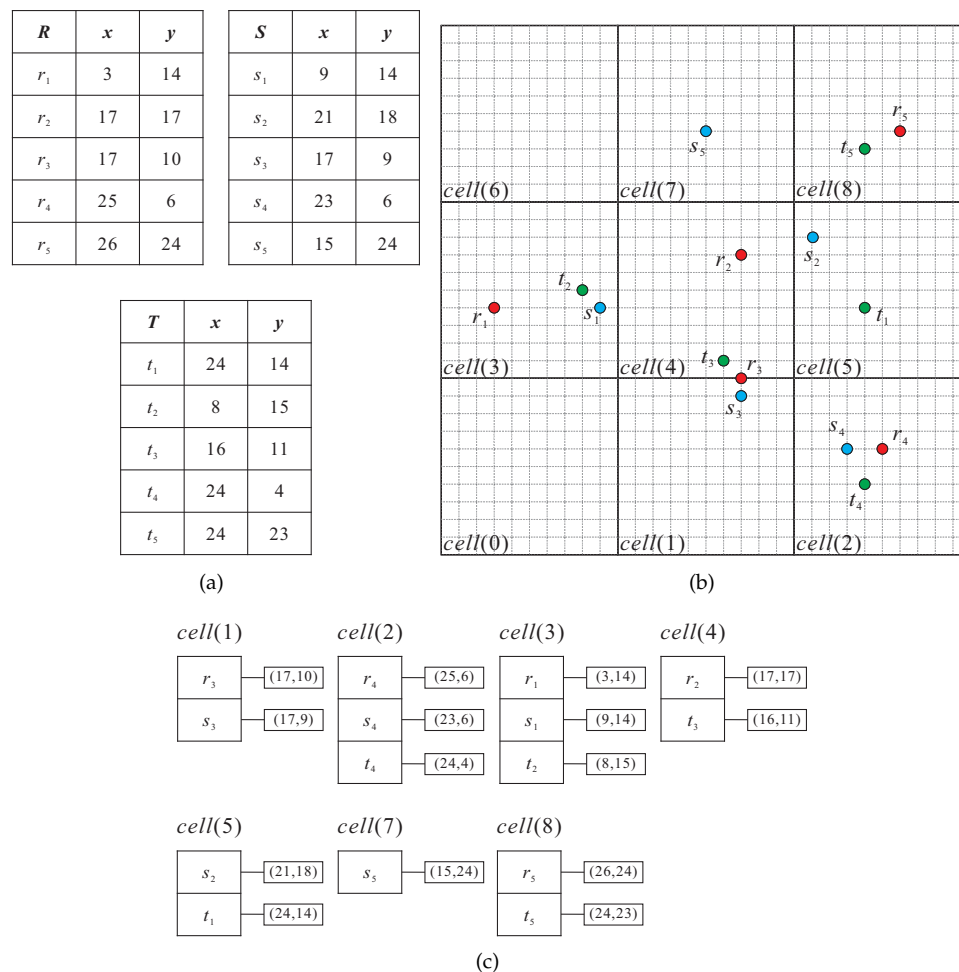 R x y
r₁ 3 14
r₂ 17 17
r₃ 17 10
r₄ 25 6
r₅ 26 24
S x y
s₁ 9 14
s₂ 21 18
s₃ 17 9
s₄ 23 6
s₅ 15 24
T x y
t₁ 24 14
t₂ 8 15
t₃ 16 11
t₄ 24 4
t₅ 24 23
(a)
r₅
s₅
t₅
cell(6) cell(7) cell(8)
s₂
r₂
t₂
r₁ s₁ t₁
t₃ r₃
cell(3) cell(4) cell(5)
s₃
s₄ r₄
t₄
cell(0) cell(1) cell(2)
(b)
cell(1)
r₃ (17,10)
s₃ (17,9)
cell(2)
r₄ (25,6)
s₄ (23,6)
t₄ (24,4)
cell(3)
r₁ (3,14)
s₁ (9,14)
t₂ (8,15)
cell(4)
r₂ (17,17)
t₃ (16,11)
cell(5)
s₂ (21,18)
t₁ (24,14)
cell(7)
s₅ (15,24)
cell(8)
r₅ (26,24)
t₅ (24,23)
(c)